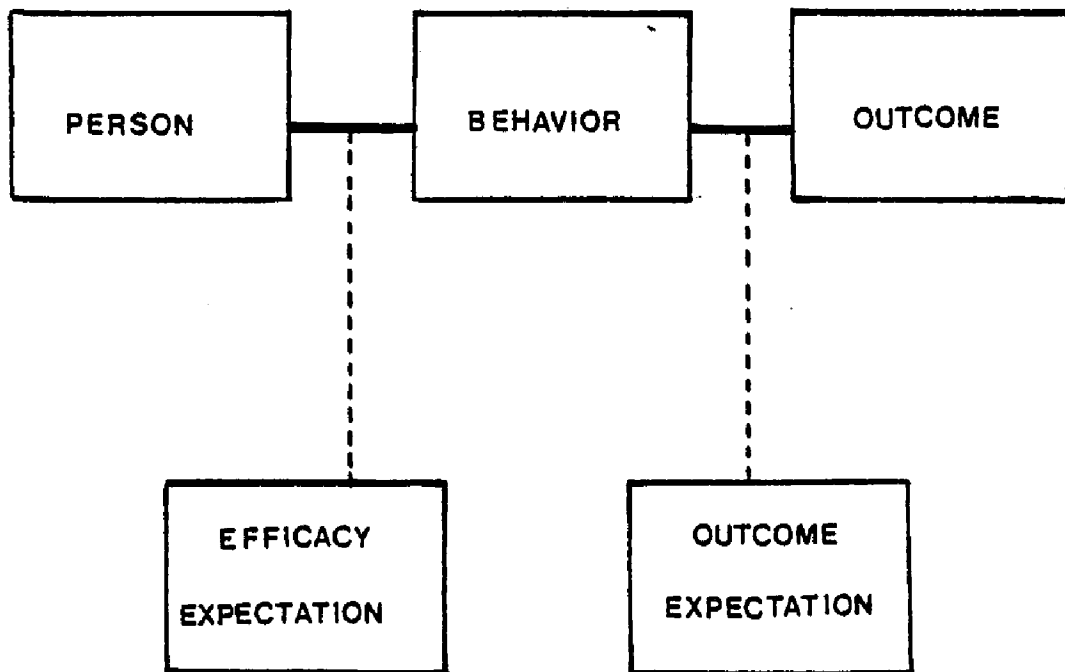 PERSON
BEHAVIOR
OUTCOME
EFFICACY
EXPECTATION
OUTCOME
EXPECTATION